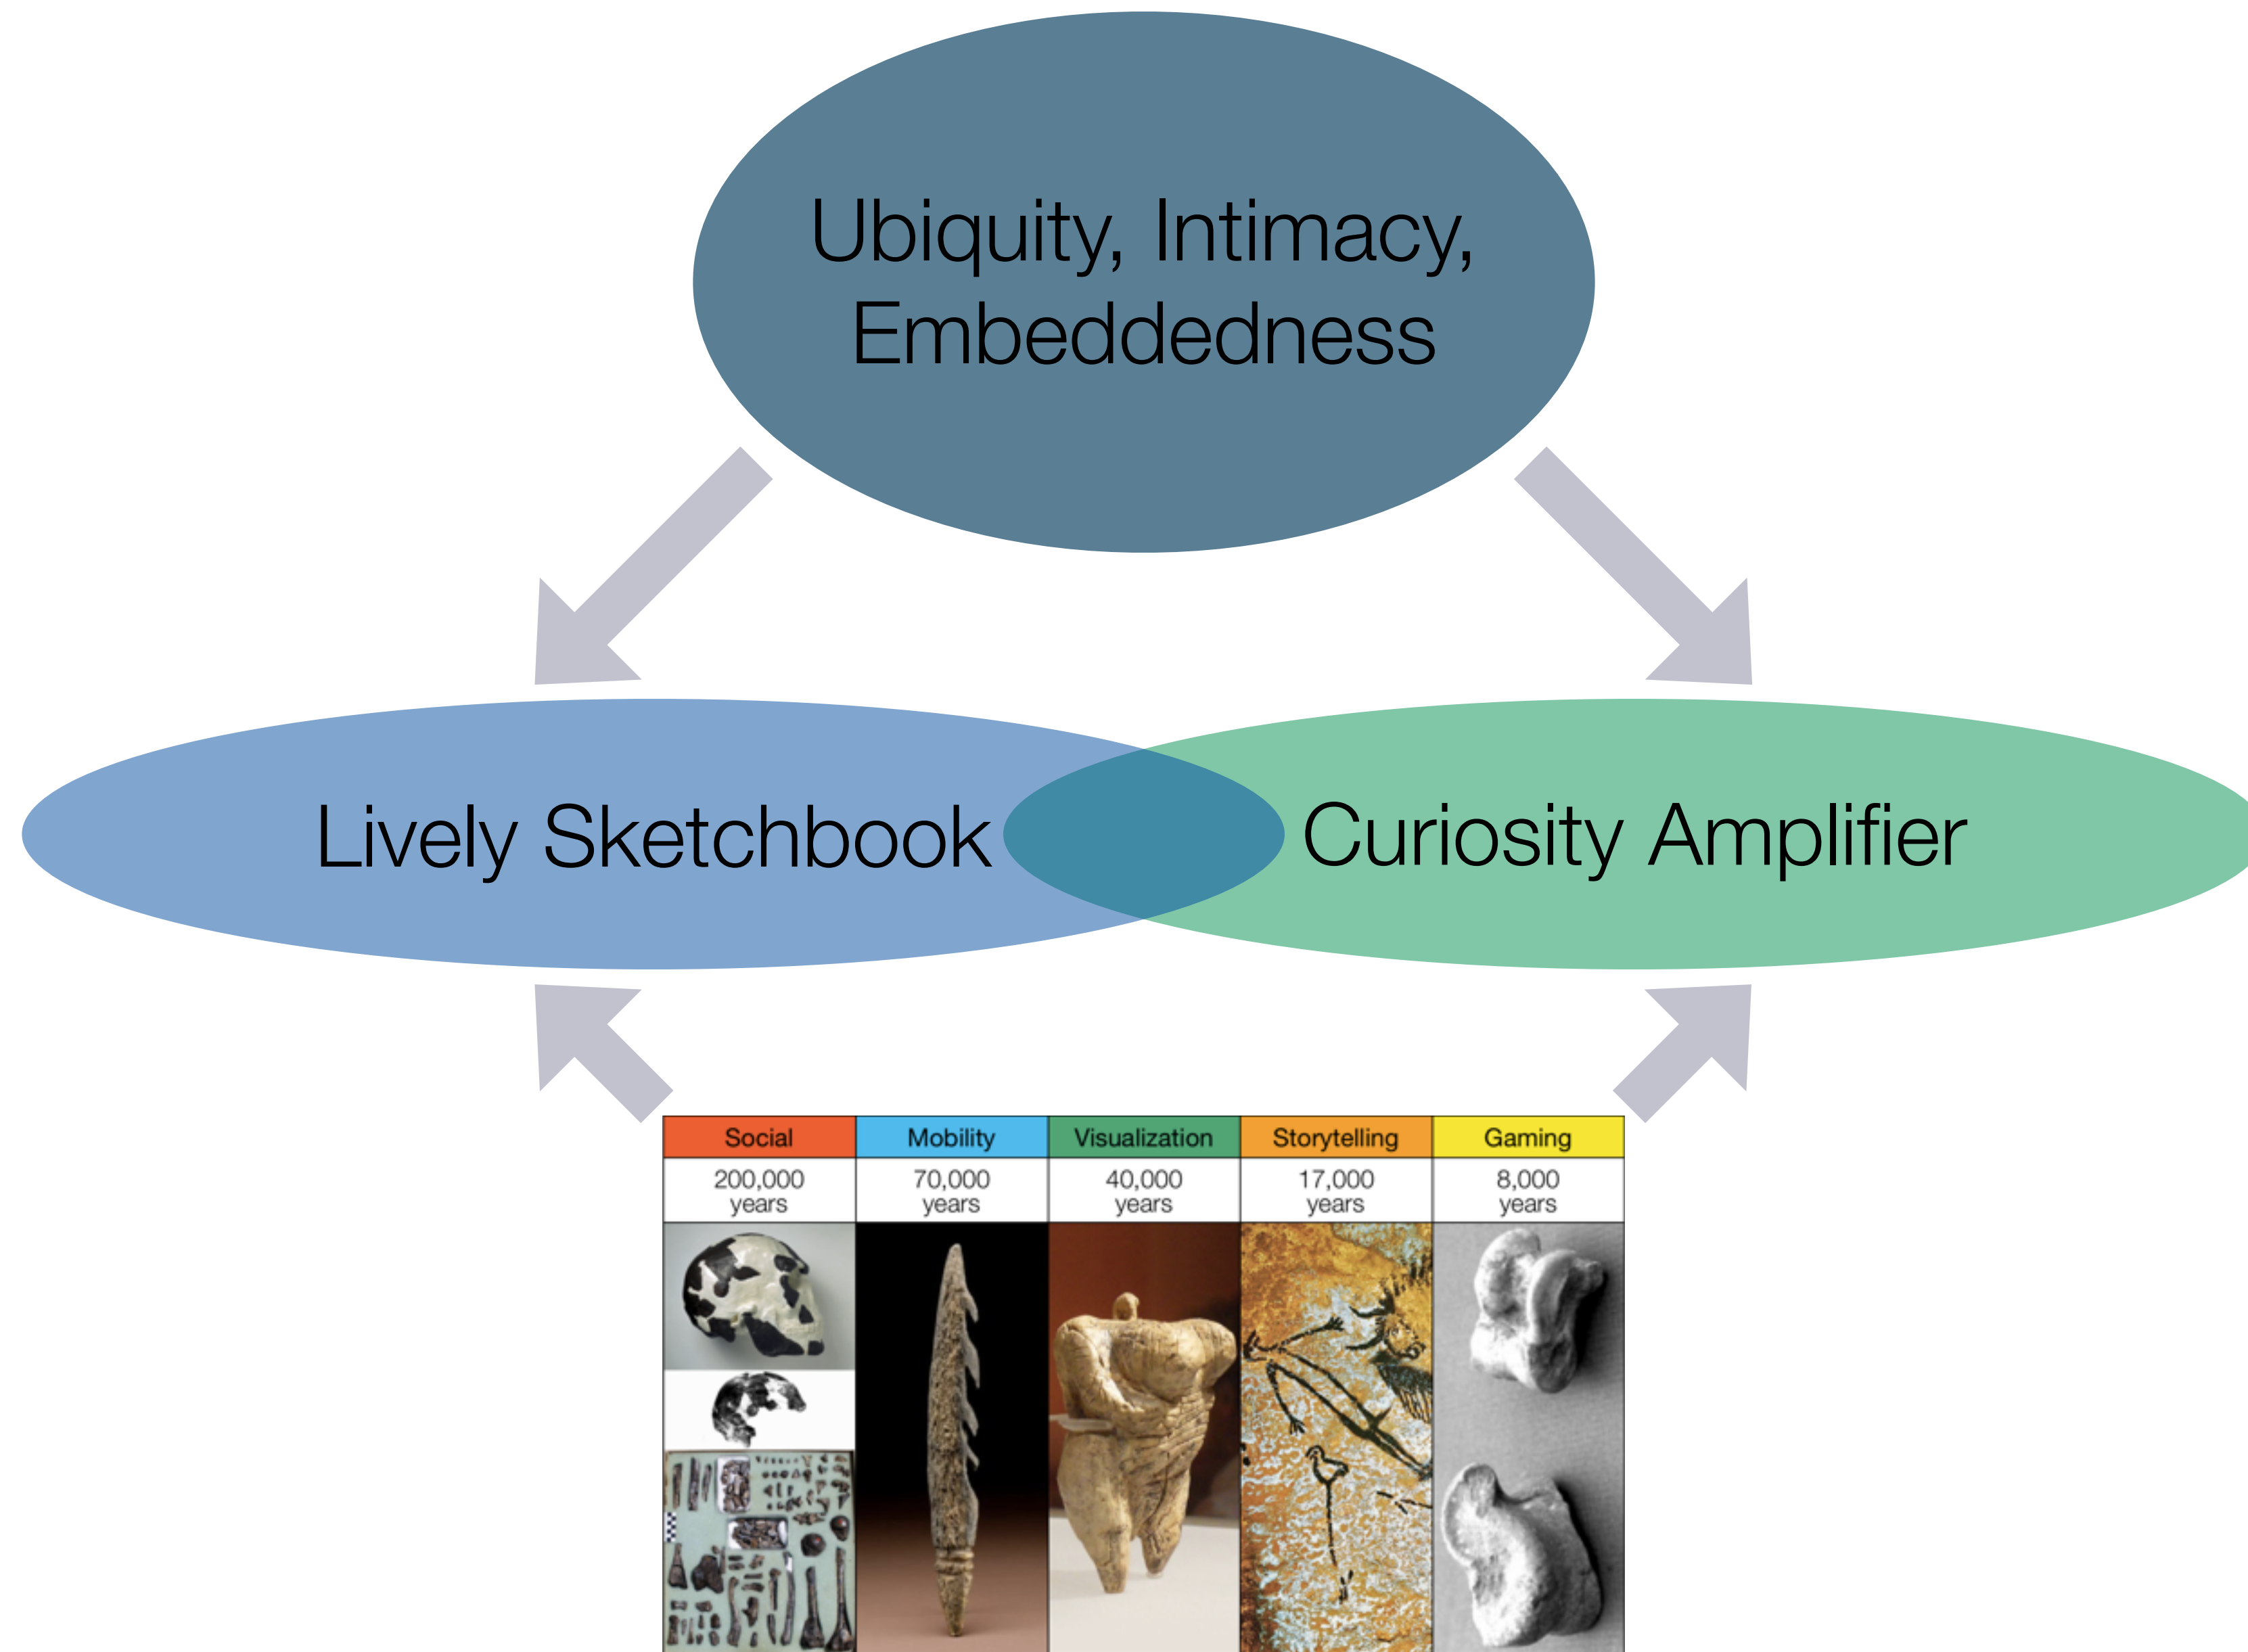 Ubiquity, Intimacy,
Embeddedness
Lively Sketchbook
Curiosity Amplifier
Social
Mobility
Visualization
Storytelling
Gaming
200,000
years
70,000
years
40,000
years
17,000
years
8,000
years